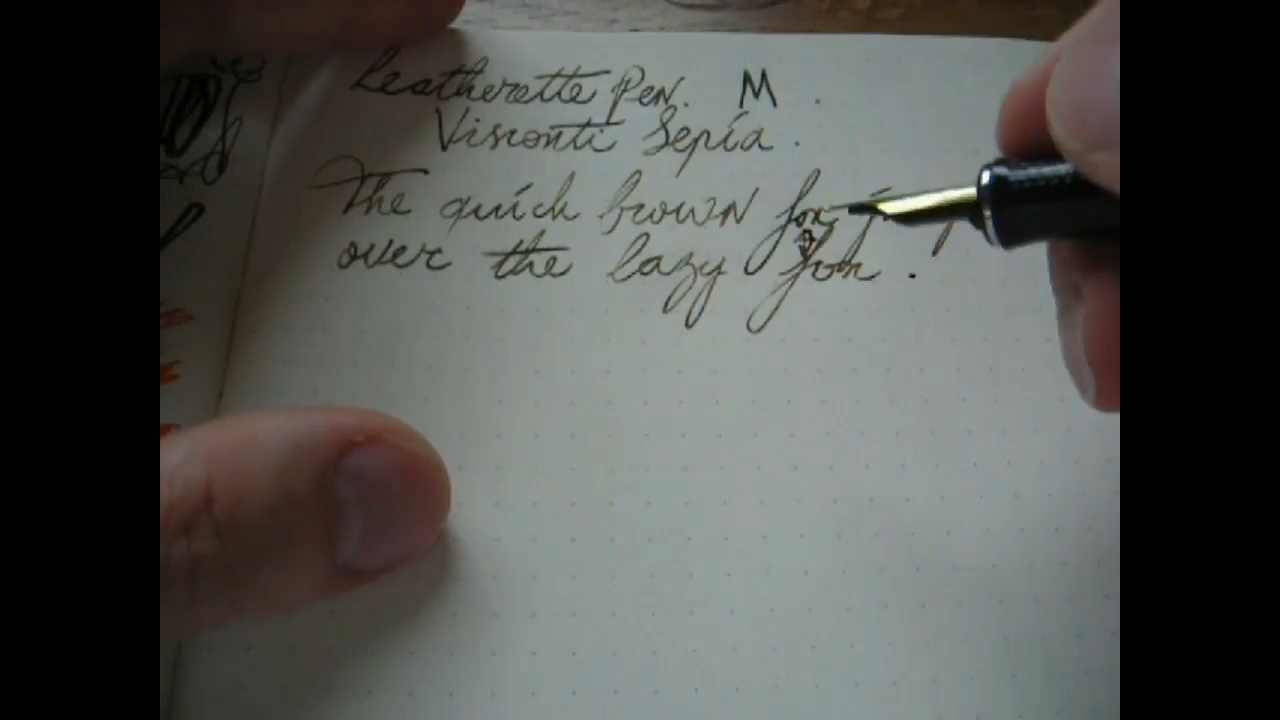 Leatherette Pen. M .
Visconti Sepia.
The quick brown fox
over the lazy fox.